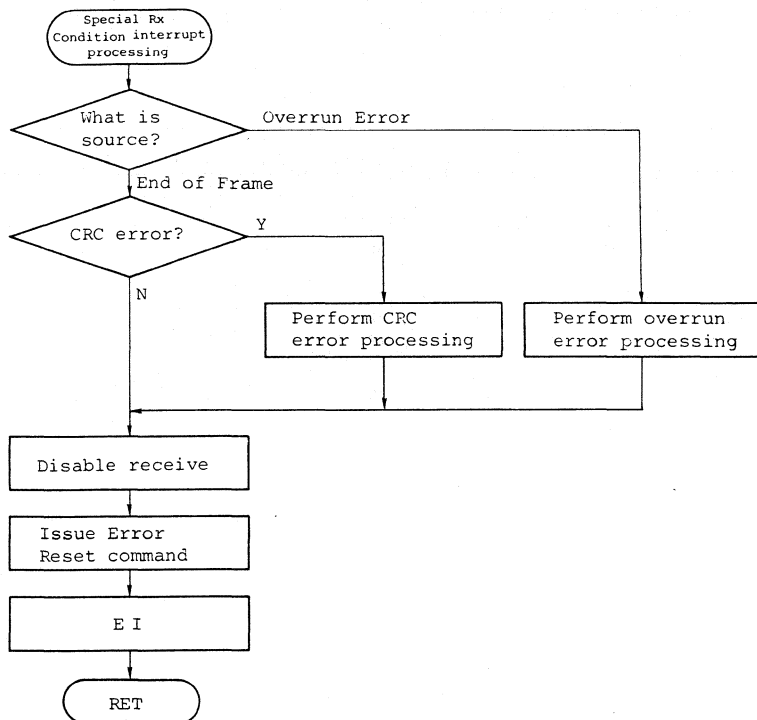 Special Rx
Condition interrupt
processing
What is
source?
Overrun Error
End of Frame
CRC error?
Y
N
Perform CRC
error processing
Perform overrun
error processing
Disable receive
Issue Error
Reset command
E I
RET